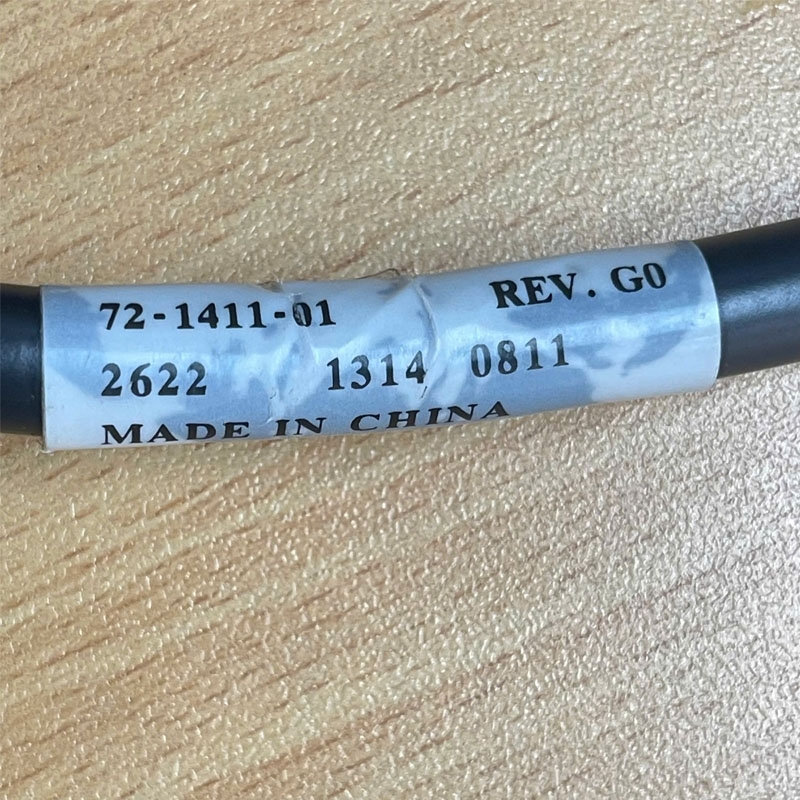 72-1411-01 REV. G0
2622 1314 0811
MADE IN CHINA